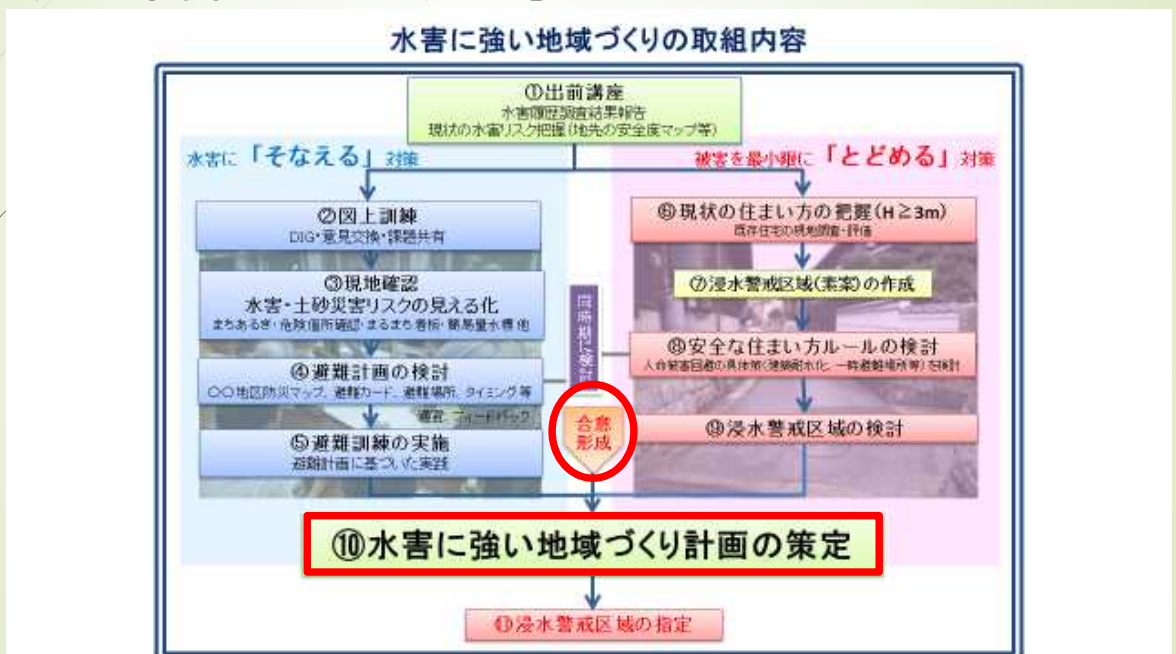 水害に強い地域づくりの取組内容
①出前講座
水害履歴調査結果報告
現状の水害リスク把握(地先の安全度マップ等)
水害に「そなえる」対策
②図上訓練
DIG・意見交換・課題共有
③現地確認
水害・土砂災害リスクの見える化
まちあるき・危険個所確認・まるまち看板・簡易量水標 他
④避難計画の検討
〇〇地区防災マップ、避難カード、避難場所、タイミング等
適宜、フィードバック
⑤避難訓練の実施
避難計画に基づいた実践
同時期に検討
合意
形成
被害を最小限に「とどめる」対策
⑥現状の住まい方の把握(H≧3m)
既存住宅の現地調査・評価
⑦浸水警戒区域(素案)の作成
⑧安全な住まい方ルールの検討
人命被害回避の具体策(建築耐水化、一時避難場所等)を検討
⑨浸水警戒区域の検討
⑩水害に強い地域づくり計画の策定
⑪浸水警戒区域の指定